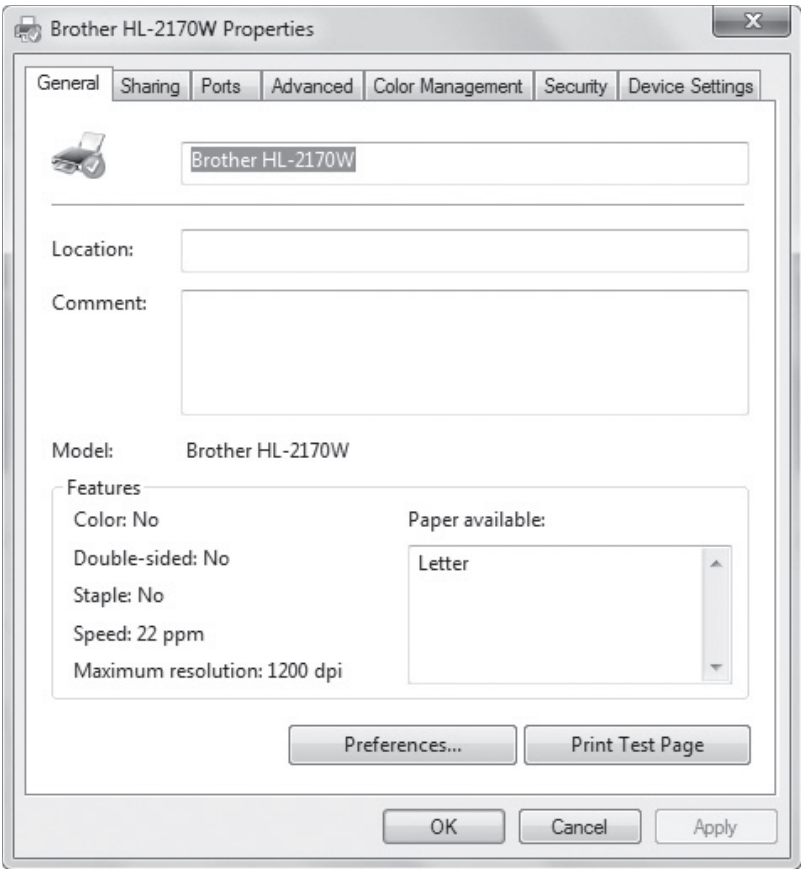 Brother HL-2170W Properties
General Sharing Ports Advanced Color Management Security Device Settings
Brother HL-2170W
Location:
Comment:
Model: Brother HL-2170W
Features
Color: No
Paper available:
Double-sided: No
Letter
Staple: No
Speed: 22 ppm
Maximum resolution: 1200 dpi
Preferences...
Print Test Page
OK
Cancel
Apply